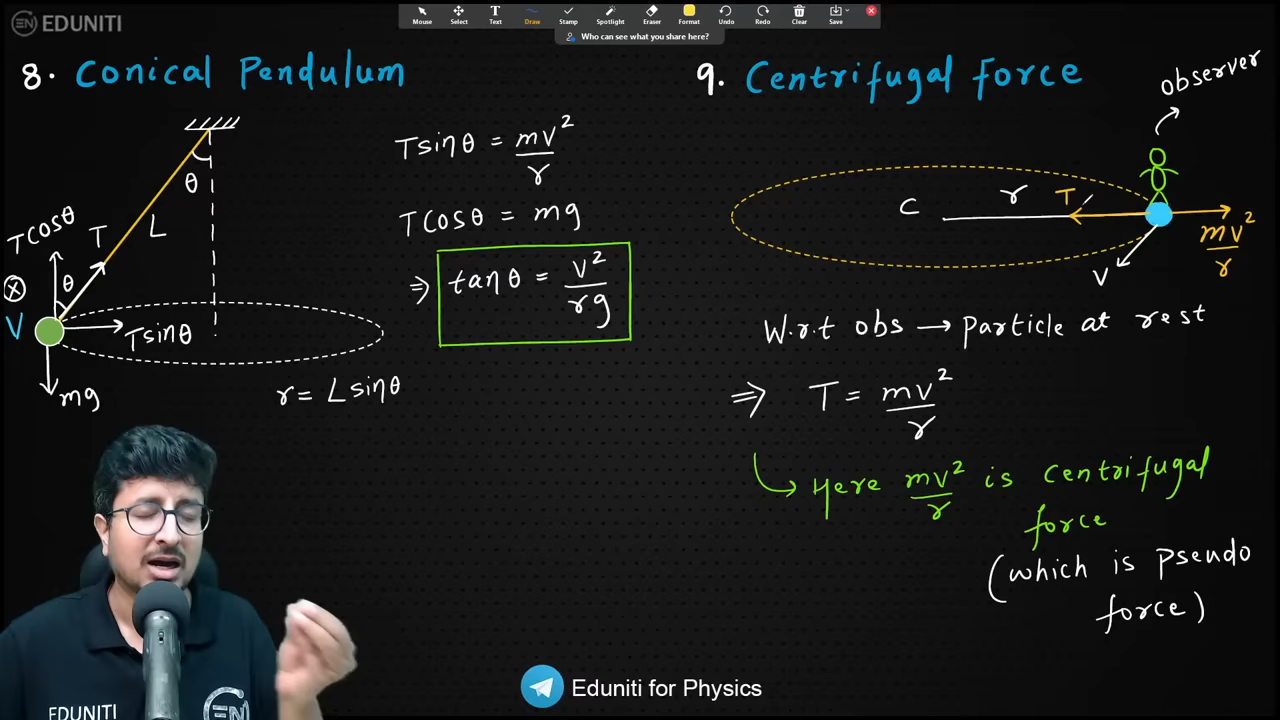 EDUNITI
Mouse Select Text Draw Stamp Spotlight Eraser Format Undo Redo Clear Save
Who can see what you share here?
8. Conical Pendulum
θ
L
T
Tcosθ
θ
V
Tsinθ
mg
r = Lsinθ
Tsinθ = mv²/r
Tcosθ = mg
⇒ tanθ = v²/rg
9. Centrifugal force
observer
C
r
T
mv²/r
V
W.r.t obs → particle at rest
⇒ T = mv²/r
↳ Here mv²/r is centrifugal
force
(which is pseudo
force)
EDUNITI
EN
Eduniti for Physics